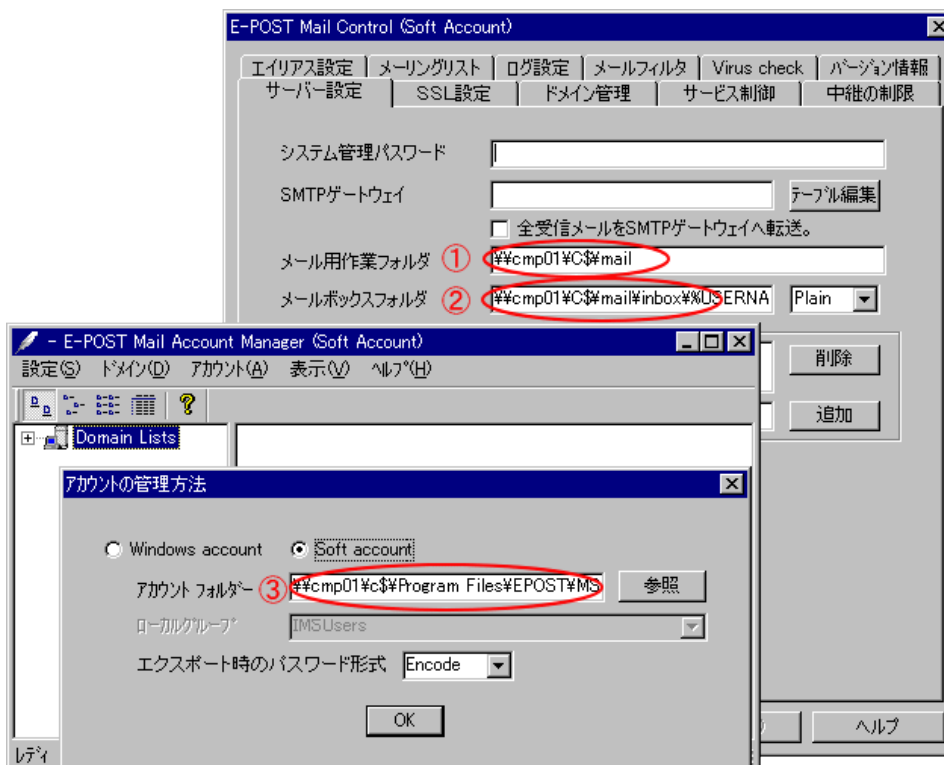 E-POST Mail Control (Soft Account)
エイリアス設定 メーリングリスト ログ設定 メールフィルタ Virus check バージョン情報
サーバー設定 SSL設定 ドメイン管理 サービス制御 中継の制限
システム管理パスワード
SMTPゲートウェイ テーブル編集
全受信メールをSMTPゲートウェイへ転送。
メール用作業フォルダ ① ¥¥cmp01¥C$¥mail
メールボックスフォルダ ② ¥¥cmp01¥C$¥mail¥inbox¥%USERNA Plain
削除
追加
ヘルプ
- E-POST Mail Account Manager (Soft Account)
設定(S) ドメイン(D) アカウント(A) 表示(V) ヘルプ(H)
Domain Lists
アカウントの管理方法
Windows account Soft account
アカウント フォルダー ③ ¥¥cmp01¥c$¥Program Files¥EPOST¥MS 参照
ローカルグループ IMSUsers
エクスポート時のパスワード形式 Encode
OK
レディ